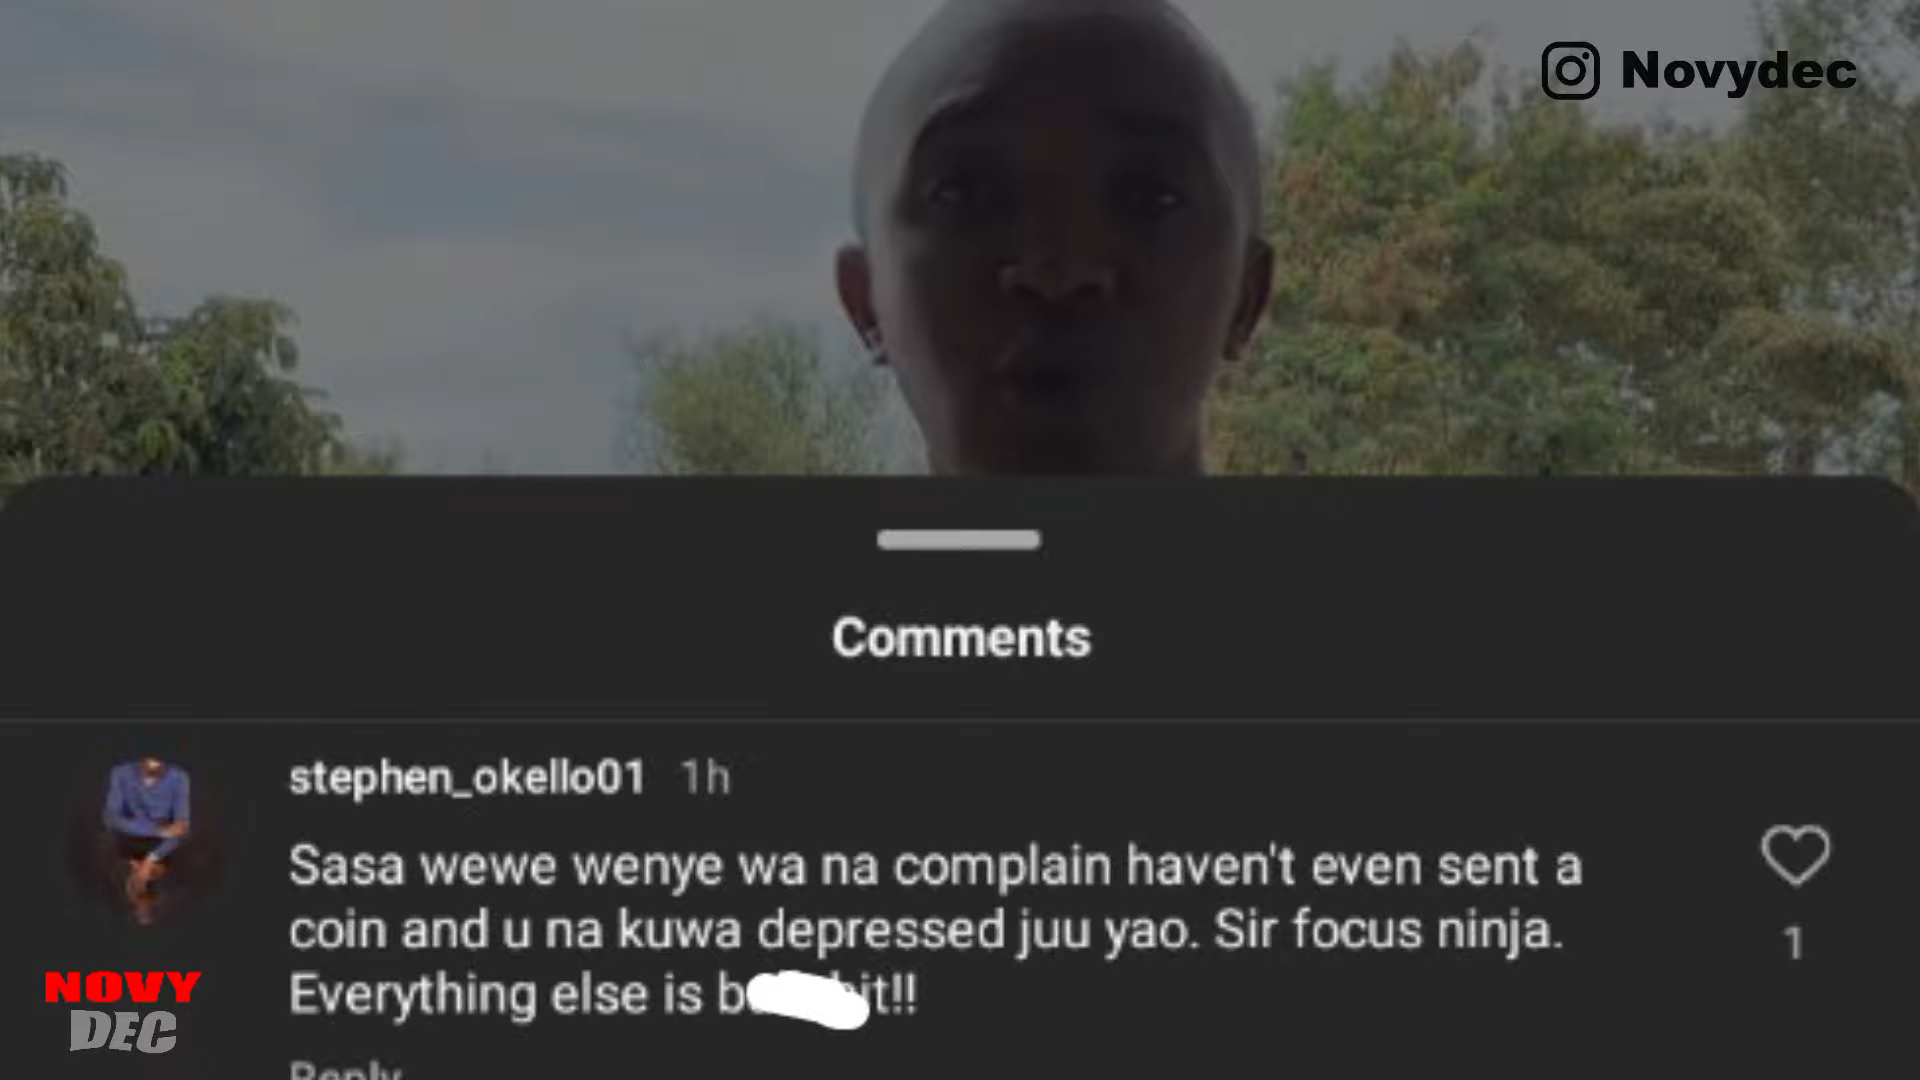 Novydec
Comments
stephen_okello01 1h
Sasa wewe wenye wa na complain haven't even sent a
coin and u na kuwa depressed juu yao. Sir focus ninja.
1
Everything else is
NOVY
DEC
Reply